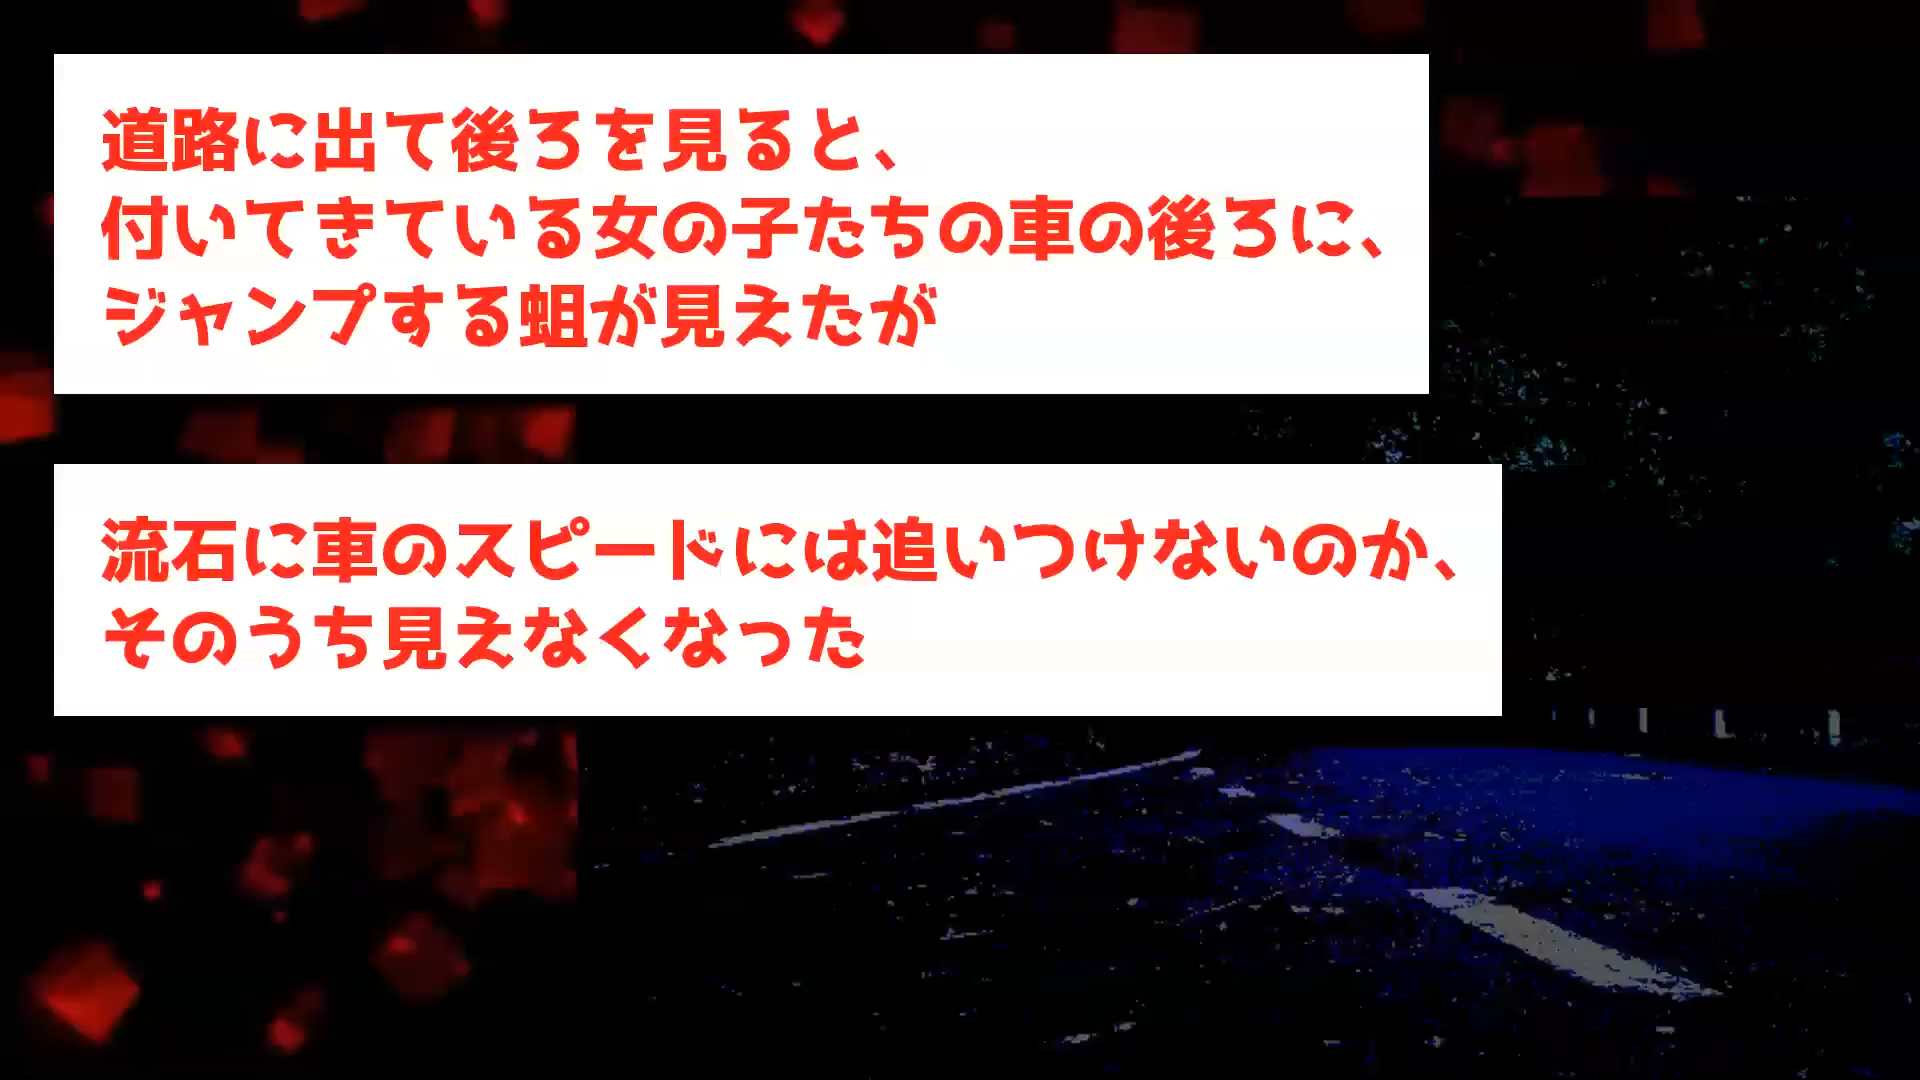 道路に出て後ろを見ると、
付いてきている女の子たちの車の後ろに、
ジャンプする蛆が見えたが
流石に車のスピードには追いつけないのか、
そのうち見えなくなった